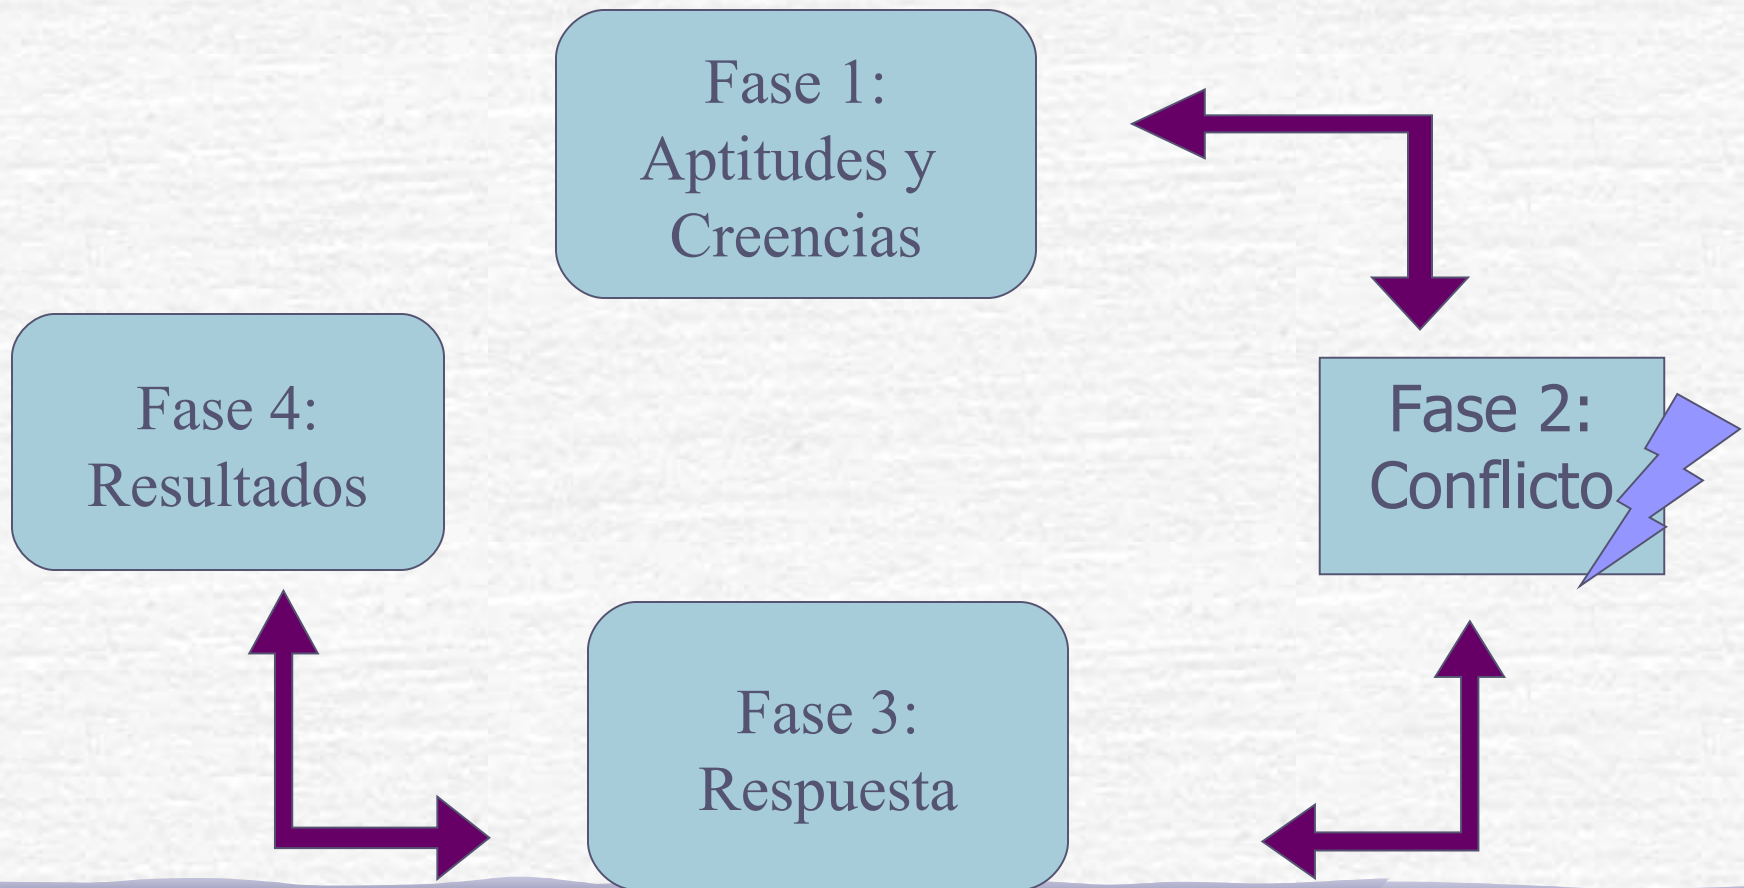 Fase 1:
Aptitudes y
Creencias
Fase 2:
Conflicto
Fase 3:
Respuesta
Fase 4:
Resultados